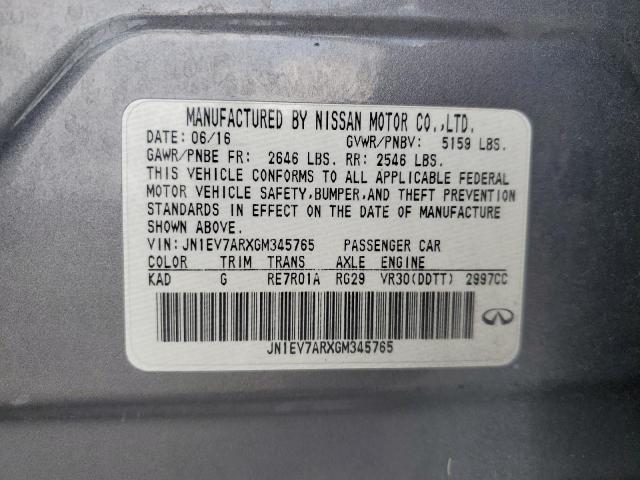 MANUFACTURED BY NISSAN MOTOR CO.,LTD.
DATE: 06/16 GVWR/PNBV: 5159 LBS.
GAWR/PNBE FR: 2646 LBS. RR: 2546 LBS.
THIS VEHICLE CONFORMS TO ALL APPLICABLE FEDERAL
MOTOR VEHICLE SAFETY,BUMPER,AND THEFT PREVENTION
STANDARDS IN EFFECT ON THE DATE OF MANUFACTURE
SHOWN ABOVE.
VIN:JN1EV7ARXGM345765 PASSENGER CAR
COLOR TRIM TRANS AXLE ENGINE
KAD G RE7R01A RG29 VR30(DDTT) 2997CC
JN1EV7ARXGM345765